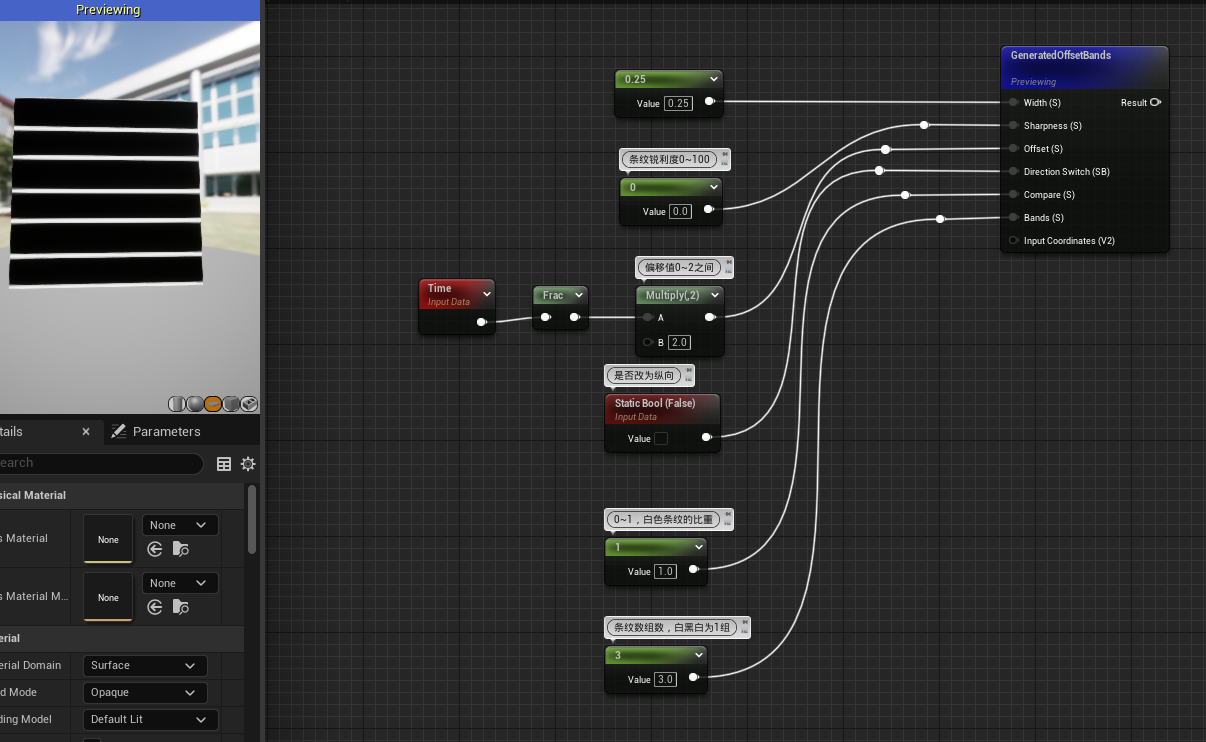 Previewing
tails
Parameters
earch
sical Material
s Material
None
None
s Material M...
None
None
erial
erial Domain
Surface
d Mode
Opaque
ding Model
Default Lit
0.25
Value 0.25
条纹锐利度0~100
0
Value 0.0
偏移值0~2之间
Time
Input Data
Frac
Multiply(,2)
A
B 2.0
是否改为纵向
Static Bool (False)
Input Data
Value
0~1，白色条纹的比重
1
Value 1.0
条纹数组数，白黑白为1组
3
Value 3.0
GeneratedOffsetBands
Previewing
Width (S)
Result
Sharpness (S)
Offset (S)
Direction Switch (SB)
Compare (S)
Bands (S)
Input Coordinates (V2)